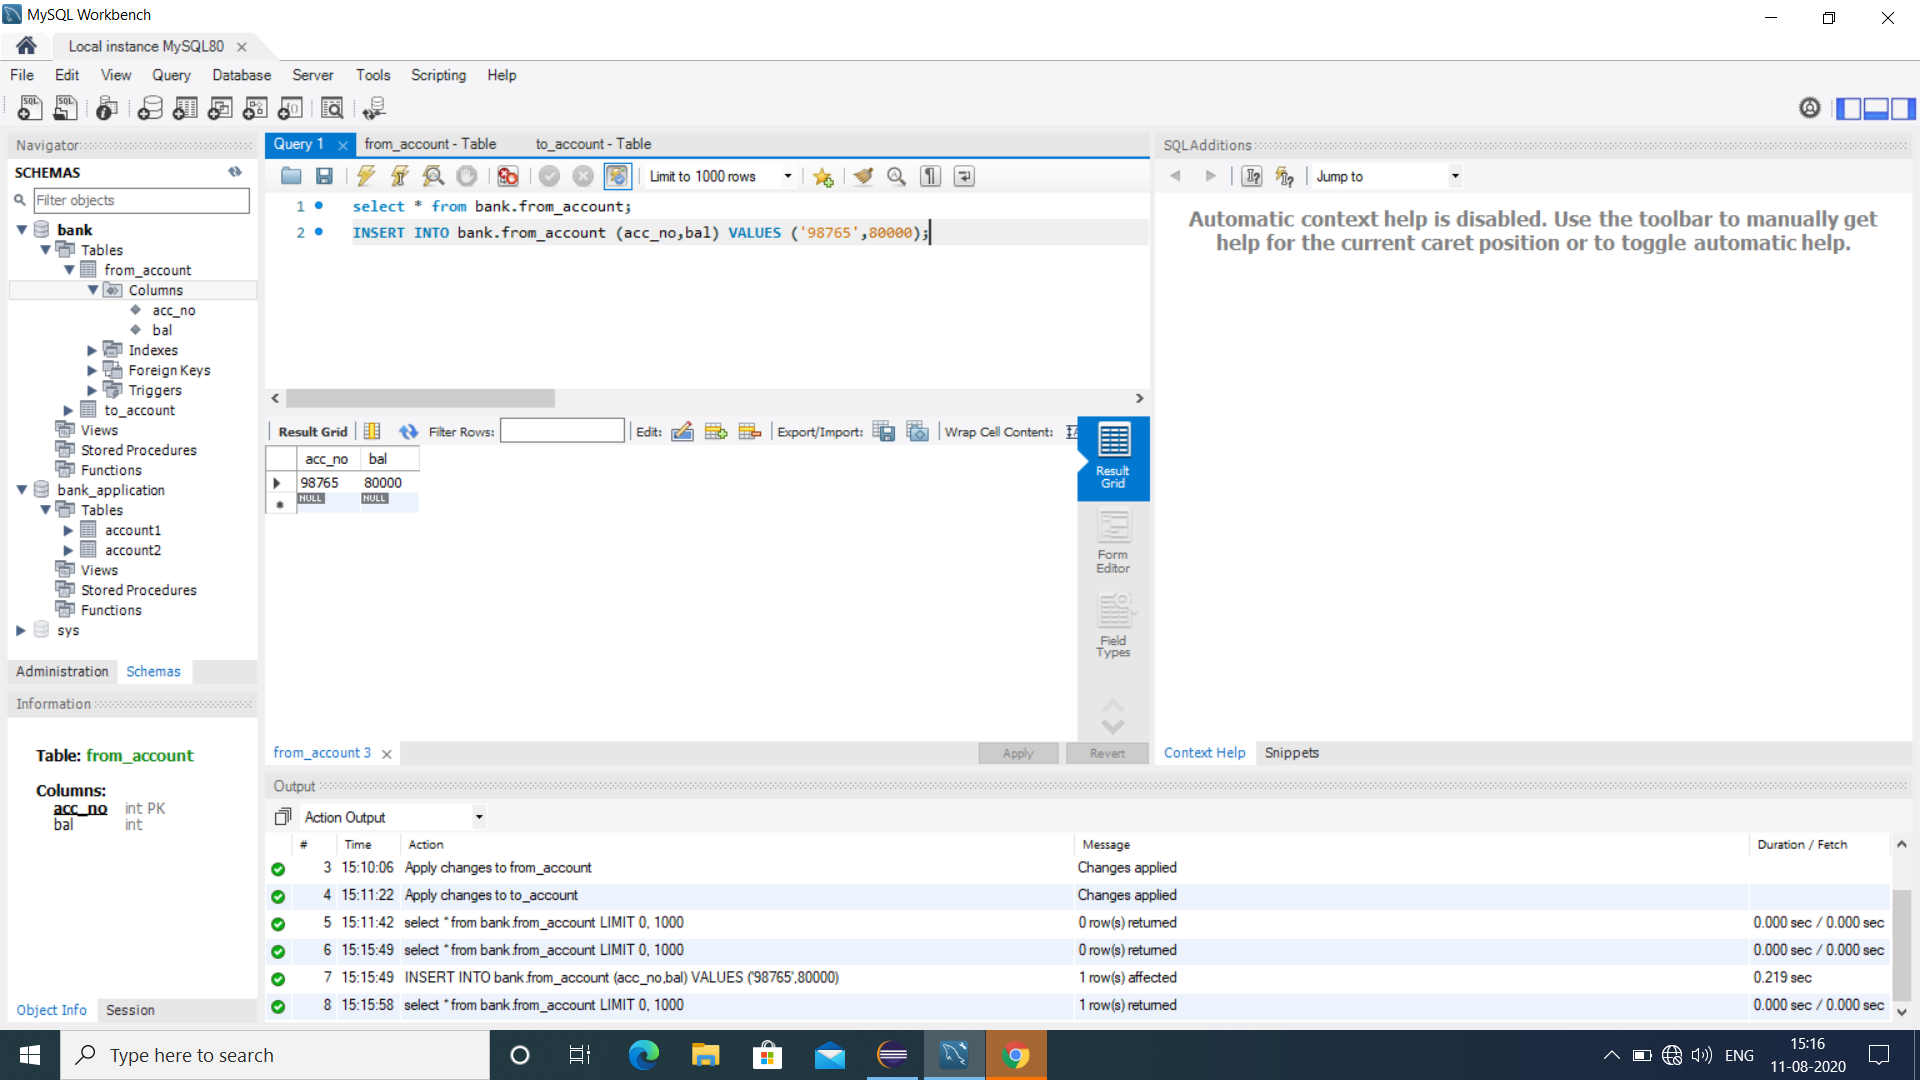 MySQL Workbench
Local instance MySQL80
File Edit View Query Database Server Tools Scripting Help
Navigator
SCHEMAS
Filter objects
bank
Tables
from_account
Columns
acc_no
bal
Indexes
Foreign Keys
Triggers
to_account
Views
Stored Procedures
Functions
bank_application
Tables
account1
account2
Views
Stored Procedures
Functions
sys
Administration Schemas
Information
Table: from_account
Columns:
acc_no int PK
bal int
Object Info Session
Query 1 from_account - Table to_account - Table
Limit to 1000 rows
1 select * from bank.from_account;
2 INSERT INTO bank.from_account (acc_no,bal) VALUES ('98765',80000);
Result Grid Filter Rows: Edit: Export/Import: Wrap Cell Content:
acc_no bal
98765 80000
NULL NULL
Result
Grid
Form
Editor
Field
Types
from_account 3 Apply Revert
SQLAdditions
Jump to
Automatic context help is disabled. Use the toolbar to manually get
help for the current caret position or to toggle automatic help.
Context Help Snippets
Output
Action Output
# Time Action Message Duration / Fetch
3 15:10:06 Apply changes to from_account Changes applied
4 15:11:22 Apply changes to to_account Changes applied
5 15:11:42 select * from bank.from_account LIMIT 0, 1000 0 row(s) returned 0.000 sec / 0.000 sec
6 15:15:49 select * from bank.from_account LIMIT 0, 1000 0 row(s) returned 0.000 sec / 0.000 sec
7 15:15:49 INSERT INTO bank.from_account (acc_no,bal) VALUES ('98765',80000) 1 row(s) affected 0.219 sec
8 15:15:58 select * from bank.from_account LIMIT 0, 1000 1 row(s) returned 0.000 sec / 0.000 sec
Type here to search
ENG
15:16
11-08-2020